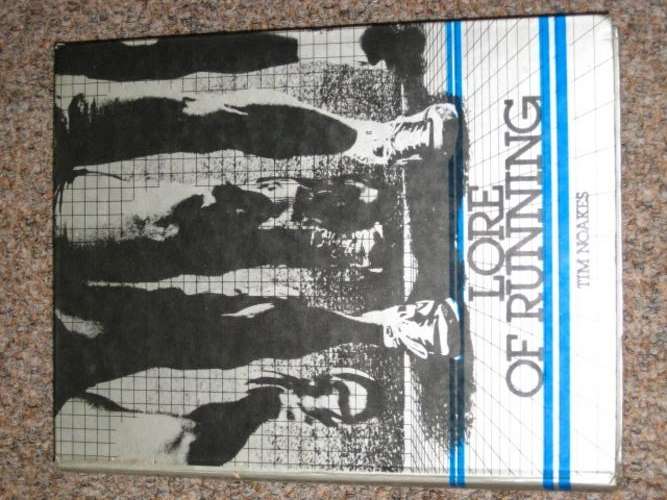 LORE
OF RUNNING
TIM NOAKES